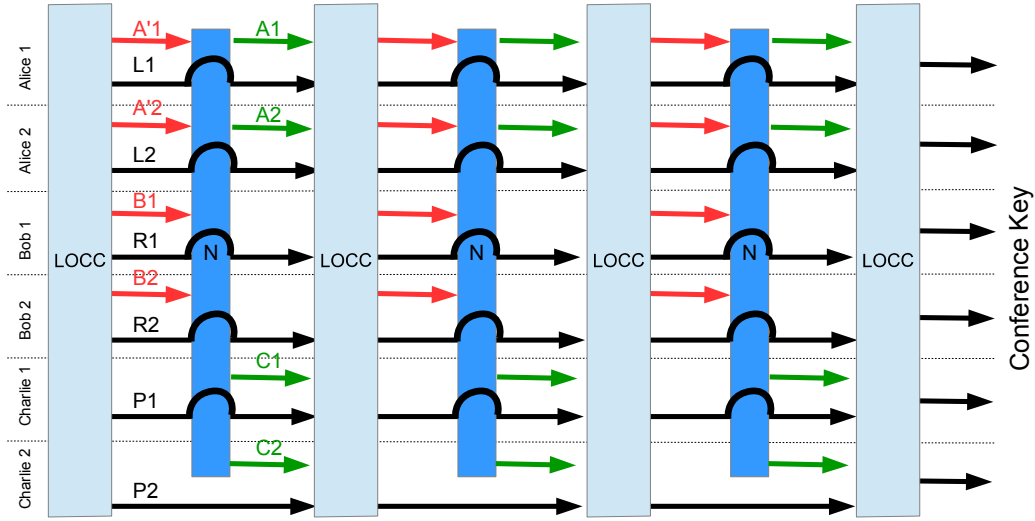 Alice 1
A'1
A1
L1
Alice 2
A'2
A2
L2
Bob 1
B1
R1
LOCC
N
LOCC
N
LOCC
N
LOCC
Bob 2
B2
R2
Charlie 1
C1
P1
Charlie 2
C2
P2
Conference Key